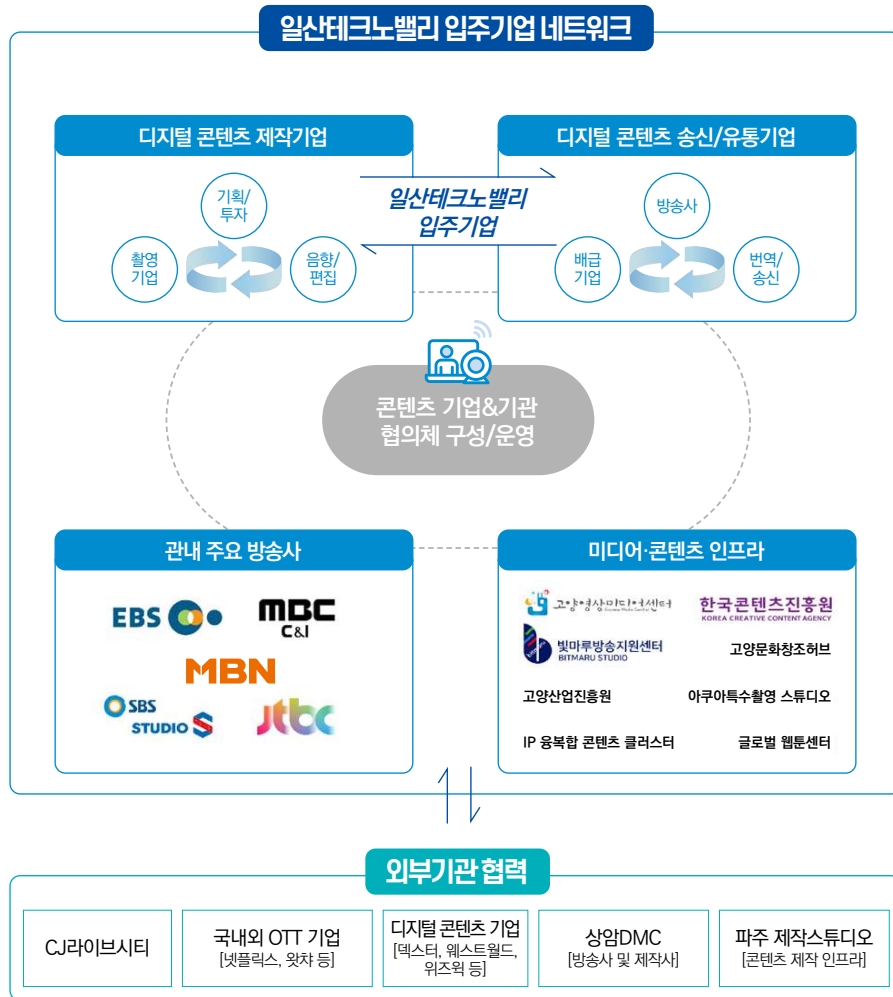 일산테크노밸리 입주기업 네트워크
디지털 콘텐츠 제작기업
기획/
투자
촬영
기업
음향/
편집
일산테크노밸리
입주기업
디지털 콘텐츠 송신/유통기업
방송사
배급
기업
번역/
송신
콘텐츠 기업&기관
협의체 구성/운영
관내 주요 방송사
EBS
MBC
C&I
MBN
SBS
STUDIO S
jtbc
미디어·콘텐츠 인프라
고양영상미디어센터
한국콘텐츠진흥원
KOREA CREATIVE CONTENT AGENCY
빛마루방송지원센터
BITMARU STUDIO
고양문화창조허브
고양산업진흥원
아쿠아특수촬영 스튜디오
IP 융복합 콘텐츠 클러스터
글로벌 웹툰센터
외부기관 협력
CJ라이브시티
국내외 OTT 기업
[넷플릭스, 왓챠 등]
디지털 콘텐츠 기업
[덱스터, 웨스트월드,
위즈윅 등]
상암DMC
[방송사 및 제작사]
파주 제작스튜디오
[콘텐츠 제작 인프라]